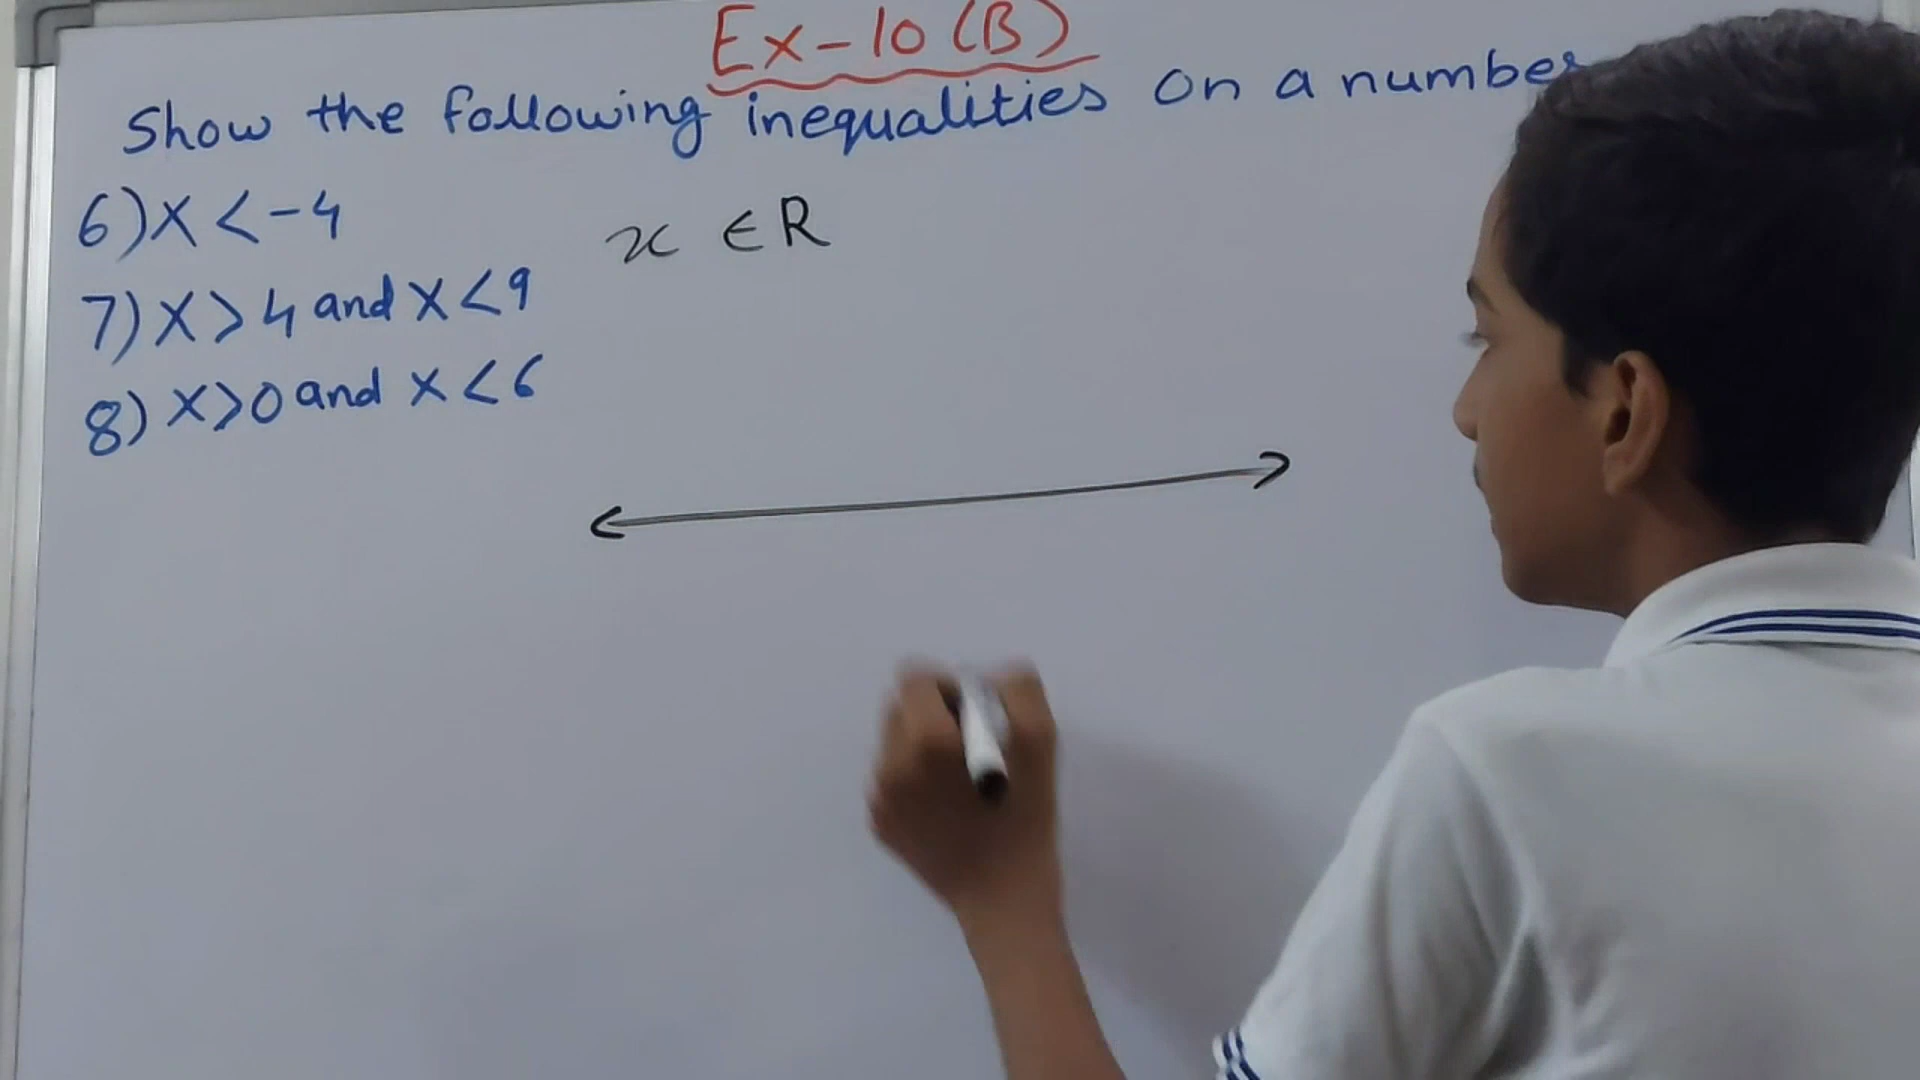 Ex-10 (B)
Show the following inequalities on a number
6) x < -4
x ∈ R
7) x > 4 and x < 9
8) x > 0 and x < 6